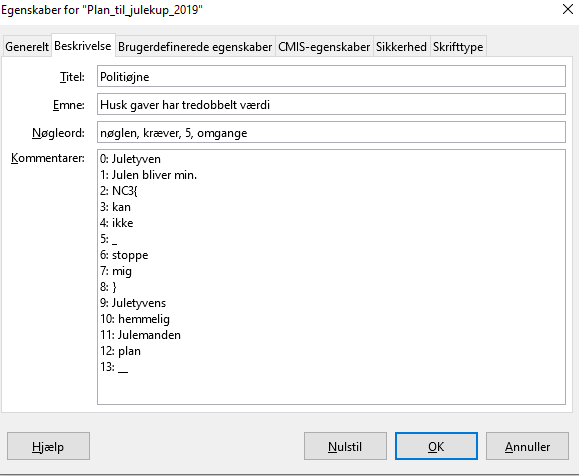 Egenskaber for "Plan_til_julekup_2019"
Generelt Beskrivelse Brugerdefinerede egenskaber CMIS-egenskaber Sikkerhed Skrifttype
Titel: Politiøjne
Emne: Husk gaver har tredobbelt værdi
Nøgleord: nøglen, kræver, 5, omgange
Kommentarer: 0: Juletyven
1: Julen bliver min.
2: NC3{
3: kan
4: ikke
5: _
6: stoppe
7: mig
8: }
9: Juletyvens
10: hemmelig
11: Julemanden
12: plan
13: __
Hjælp Nulstil OK Annuller